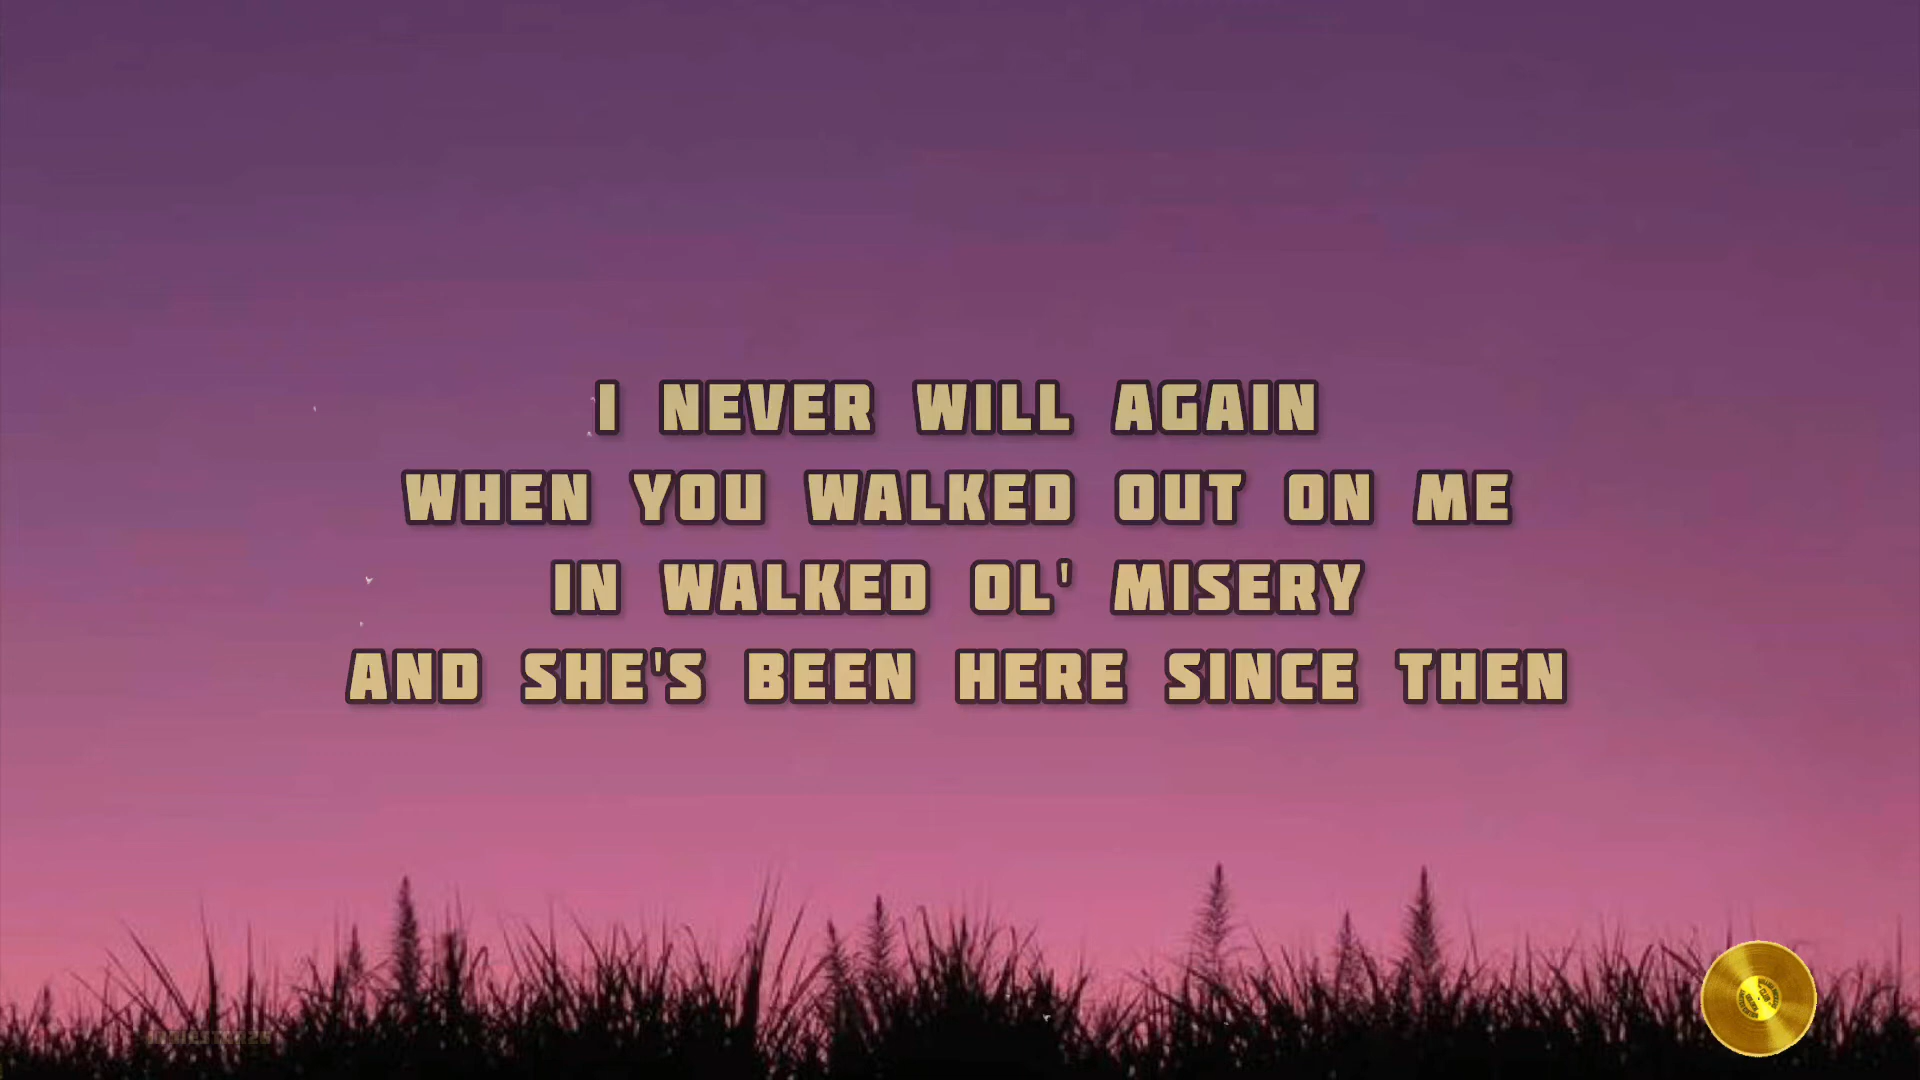 I NEVER WILL AGAIN
WHEN YOU WALKED OUT ON ME
IN WALKED OL' MISERY
AND SHE'S BEEN HERE SINCE THEN